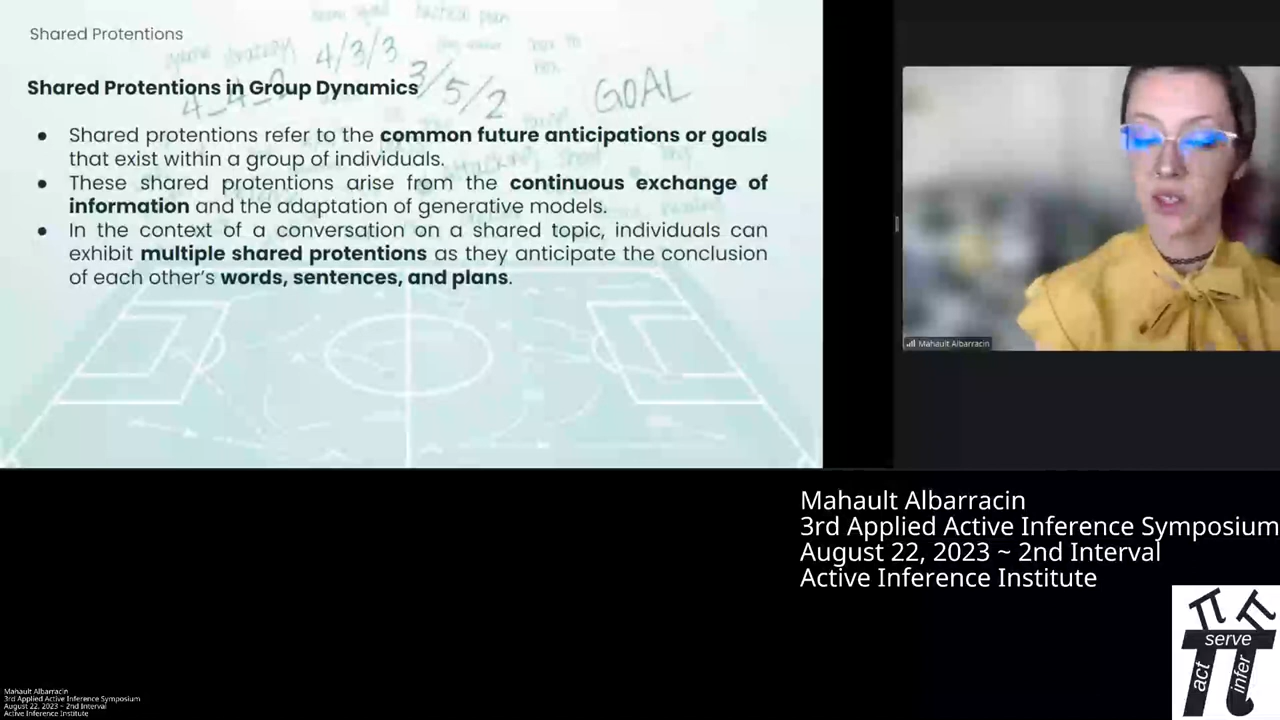 Shared Protentions
4/3/3
3/5/2
GOAL
Shared Protentions in Group Dynamics
● Shared protentions refer to the common future anticipations or goals
that exist within a group of individuals.
● These shared protentions arise from the continuous exchange of
information and the adaptation of generative models.
● In the context of a conversation on a shared topic, individuals can
exhibit multiple shared protentions as they anticipate the conclusion
of each other's words, sentences, and plans.
Mahault Albarracin
Mahault Albarracin
3rd Applied Active Inference Symposium
August 22, 2023 ~ 2nd Interval
Active Inference Institute
serve
act
infer
Mahault Albarracin
3rd Applied Active Inference Symposium
August 22, 2023 ~ 2nd Interval
Active Inference Institute